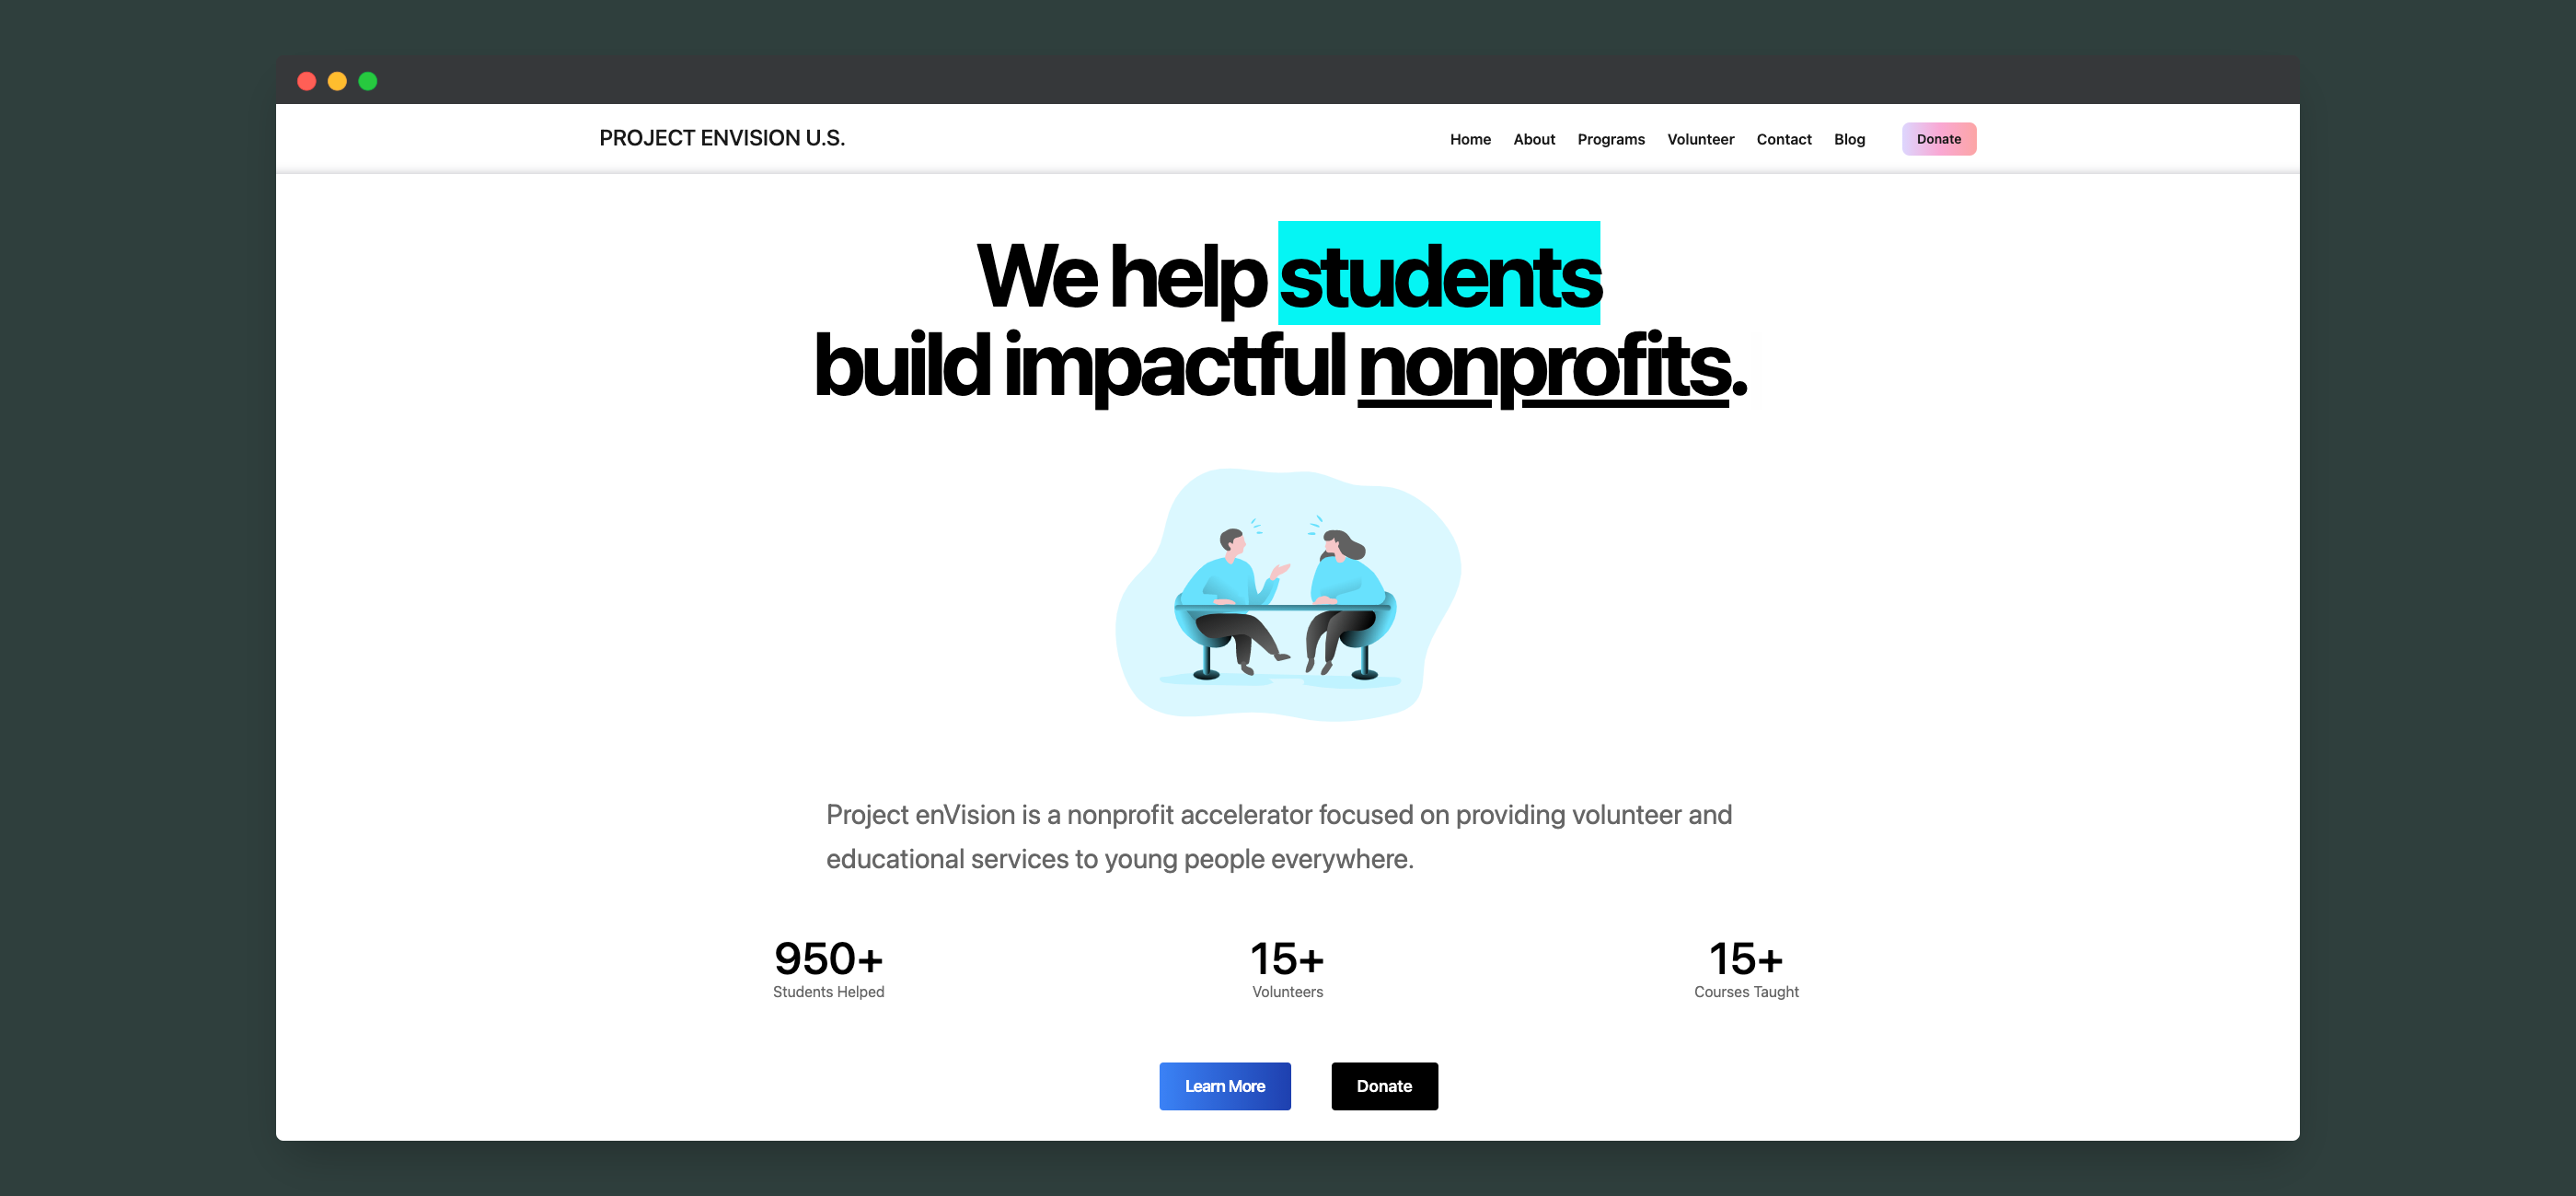 PROJECT ENVISION U.S.
Home About Programs Volunteer Contact Blog Donate
We help students
build impactful nonprofits.
Project enVision is a nonprofit accelerator focused on providing volunteer and
educational services to young people everywhere.
950+ 15+ 15+
Students Helped Volunteers Courses Taught
Learn More Donate